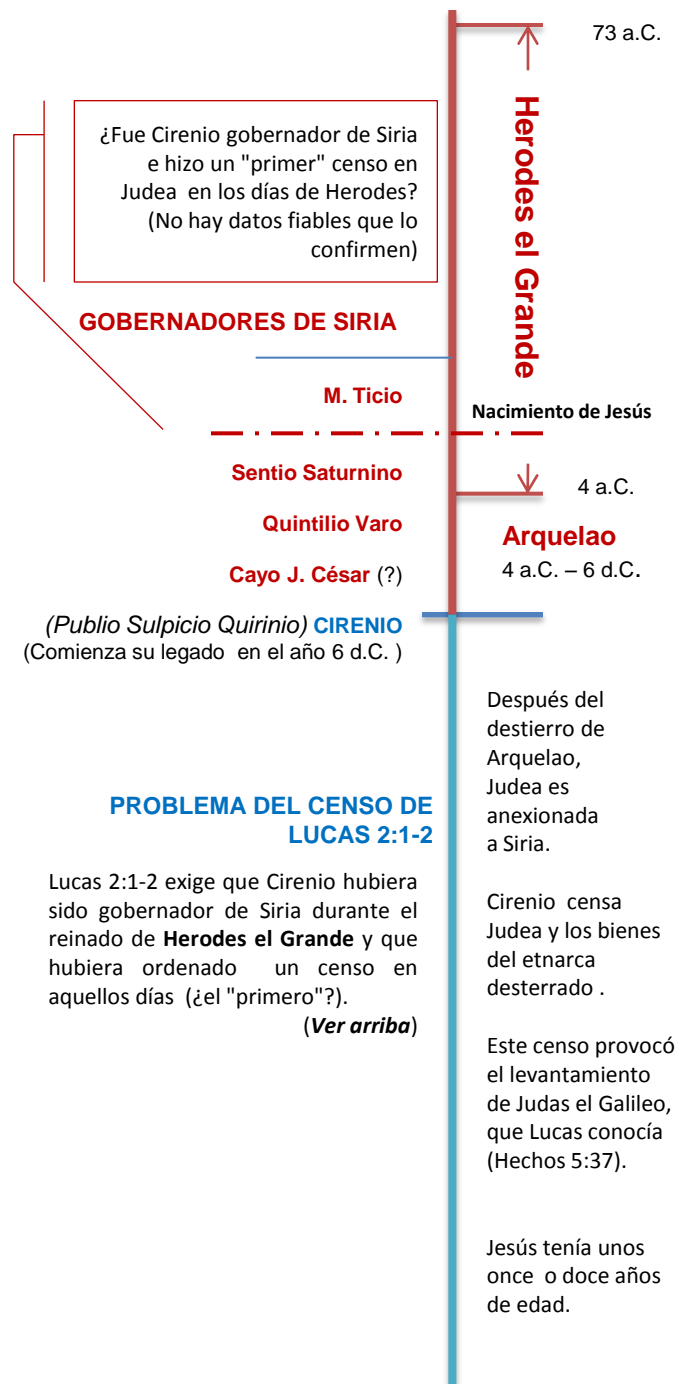 73 a.C.
Herodes el Grande
¿Fue Cirenio gobernador de Siria
e hizo un "primer" censo en
Judea en los días de Herodes?
(No hay datos fiables que lo
confirmen)
GOBERNADORES DE SIRIA
M. Ticio
Nacimiento de Jesús
Sentio Saturnino
4 a.C.
Quintilio Varo
Arquelao
Cayo J. César (?)
4 a.C. – 6 d.C.
(Publio Sulpicio Quirinio) CIRENIO
(Comienza su legado en el año 6 d.C. )
Después del
destierro de
Arquelao,
Judea es
anexionada
a Siria.
PROBLEMA DEL CENSO DE
LUCAS 2:1-2
Lucas 2:1-2 exige que Cirenio hubiera
sido gobernador de Siria durante el
reinado de Herodes el Grande y que
hubiera ordenado un censo en
aquellos días (¿el "primero"?).
(Ver arriba)
Cirenio censa
Judea y los bienes
del etnarca
desterrado .
Este censo provocó
el levantamiento
de Judas el Galileo,
que Lucas conocía
(Hechos 5:37).
Jesús tenía unos
once o doce años
de edad.